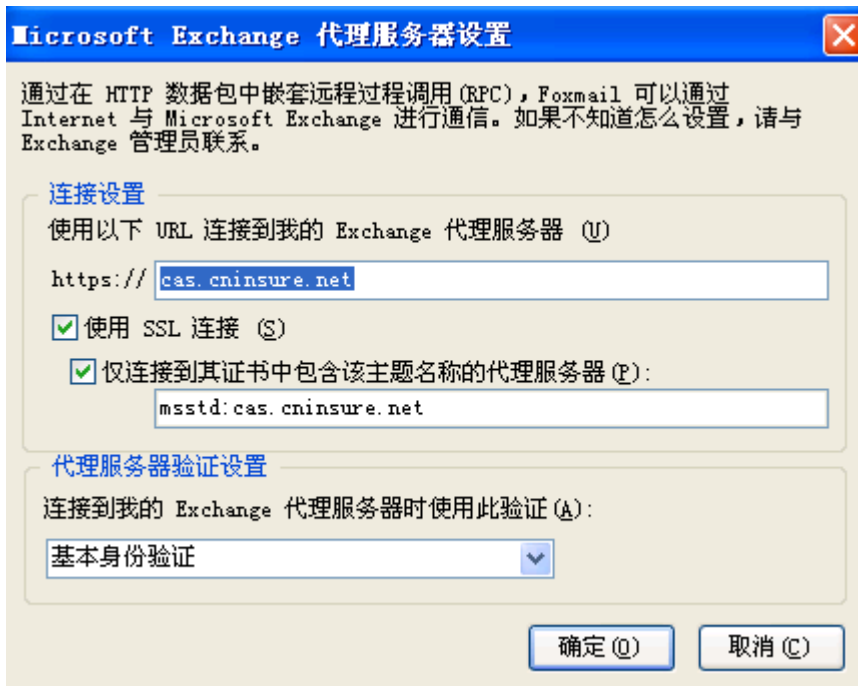 Microsoft Exchange 代理服务器设置
通过在 HTTP 数据包中嵌套远程过程调用(RPC)，Foxmail 可以通过
Internet 与 Microsoft Exchange 进行通信。如果不知道怎么设置，请与
Exchange 管理员联系。
连接设置
使用以下 URL 连接到我的 Exchange 代理服务器 (U)
https:// cas.cninsure.net
使用 SSL 连接 (S)
仅连接到其证书中包含该主题名称的代理服务器(P):
msstd:cas.cninsure.net
代理服务器验证设置
连接到我的 Exchange 代理服务器时使用此验证(A):
基本身份验证
确定(O) 取消(C)